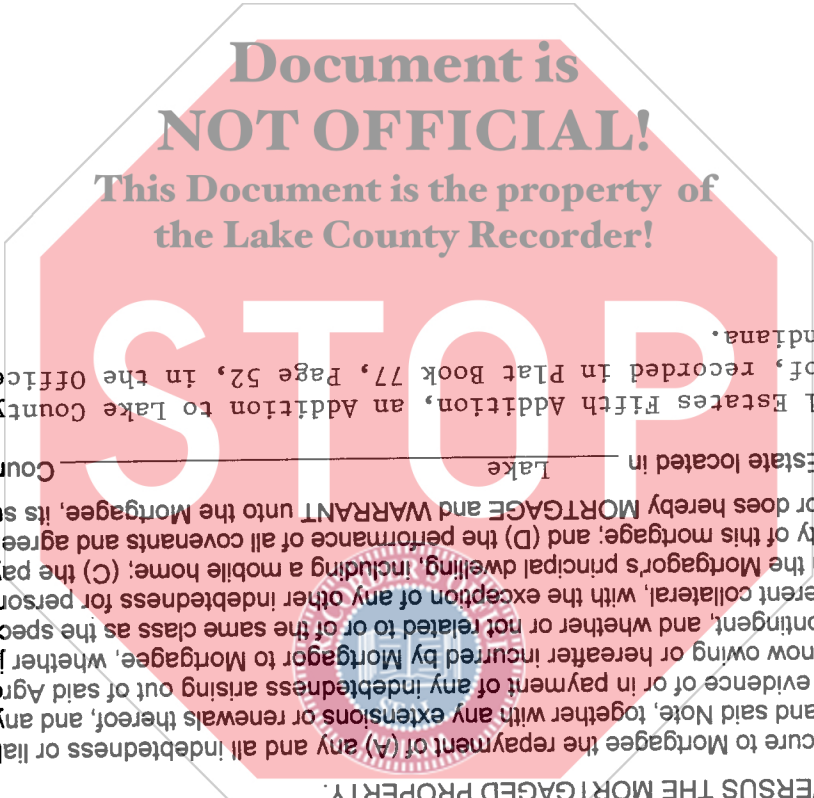 Document is
NOT OFFICIAL!
This Document is the property of
the Lake County Recorder!
STOP
VERSUS THE MORTGAGED PROPERTY.
cure to Mortgagee the repayment of (A) any and all indebtedness or liab
and said Note, together with any extensions or renewals thereof, and any
evidence of or in payment of any indebtedness arising out of said Agre
now owing or hereafter incurred by Mortgagor to Mortgagee, whether j
ontingent, and whether or not related to or of the same class as the spec
terent collateral, with the exception of any other indebtedness for person
the Mortgagor's principal dwelling, including a mobile home; (C) the pay
ty of this mortgage; and (D) the performance of all covenants and agree
or does hereby MORTGAGE and WARRANT unto the Mortgagee, its s
Estate located in Lake Coun
l Estates Fifth Addition, an Addition to Lake County
of, recorded in Plat Book 77, Page 52, in the Office
ndiana.